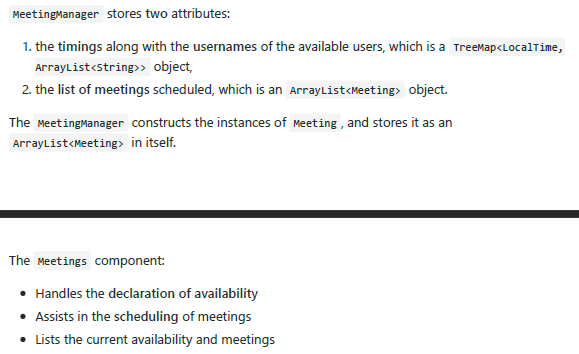 MeetingManager stores two attributes:
1. the timings along with the usernames of the available users, which is a TreeMap<LocalTime,
ArrayList<String>> object,
2. the list of meetings scheduled, which is an ArrayList<Meeting> object.
The MeetingManager constructs the instances of Meeting , and stores it as an
ArrayList<Meeting> in itself.
The Meetings component:
• Handles the declaration of availability
• Assists in the scheduling of meetings
• Lists the current availability and meetings